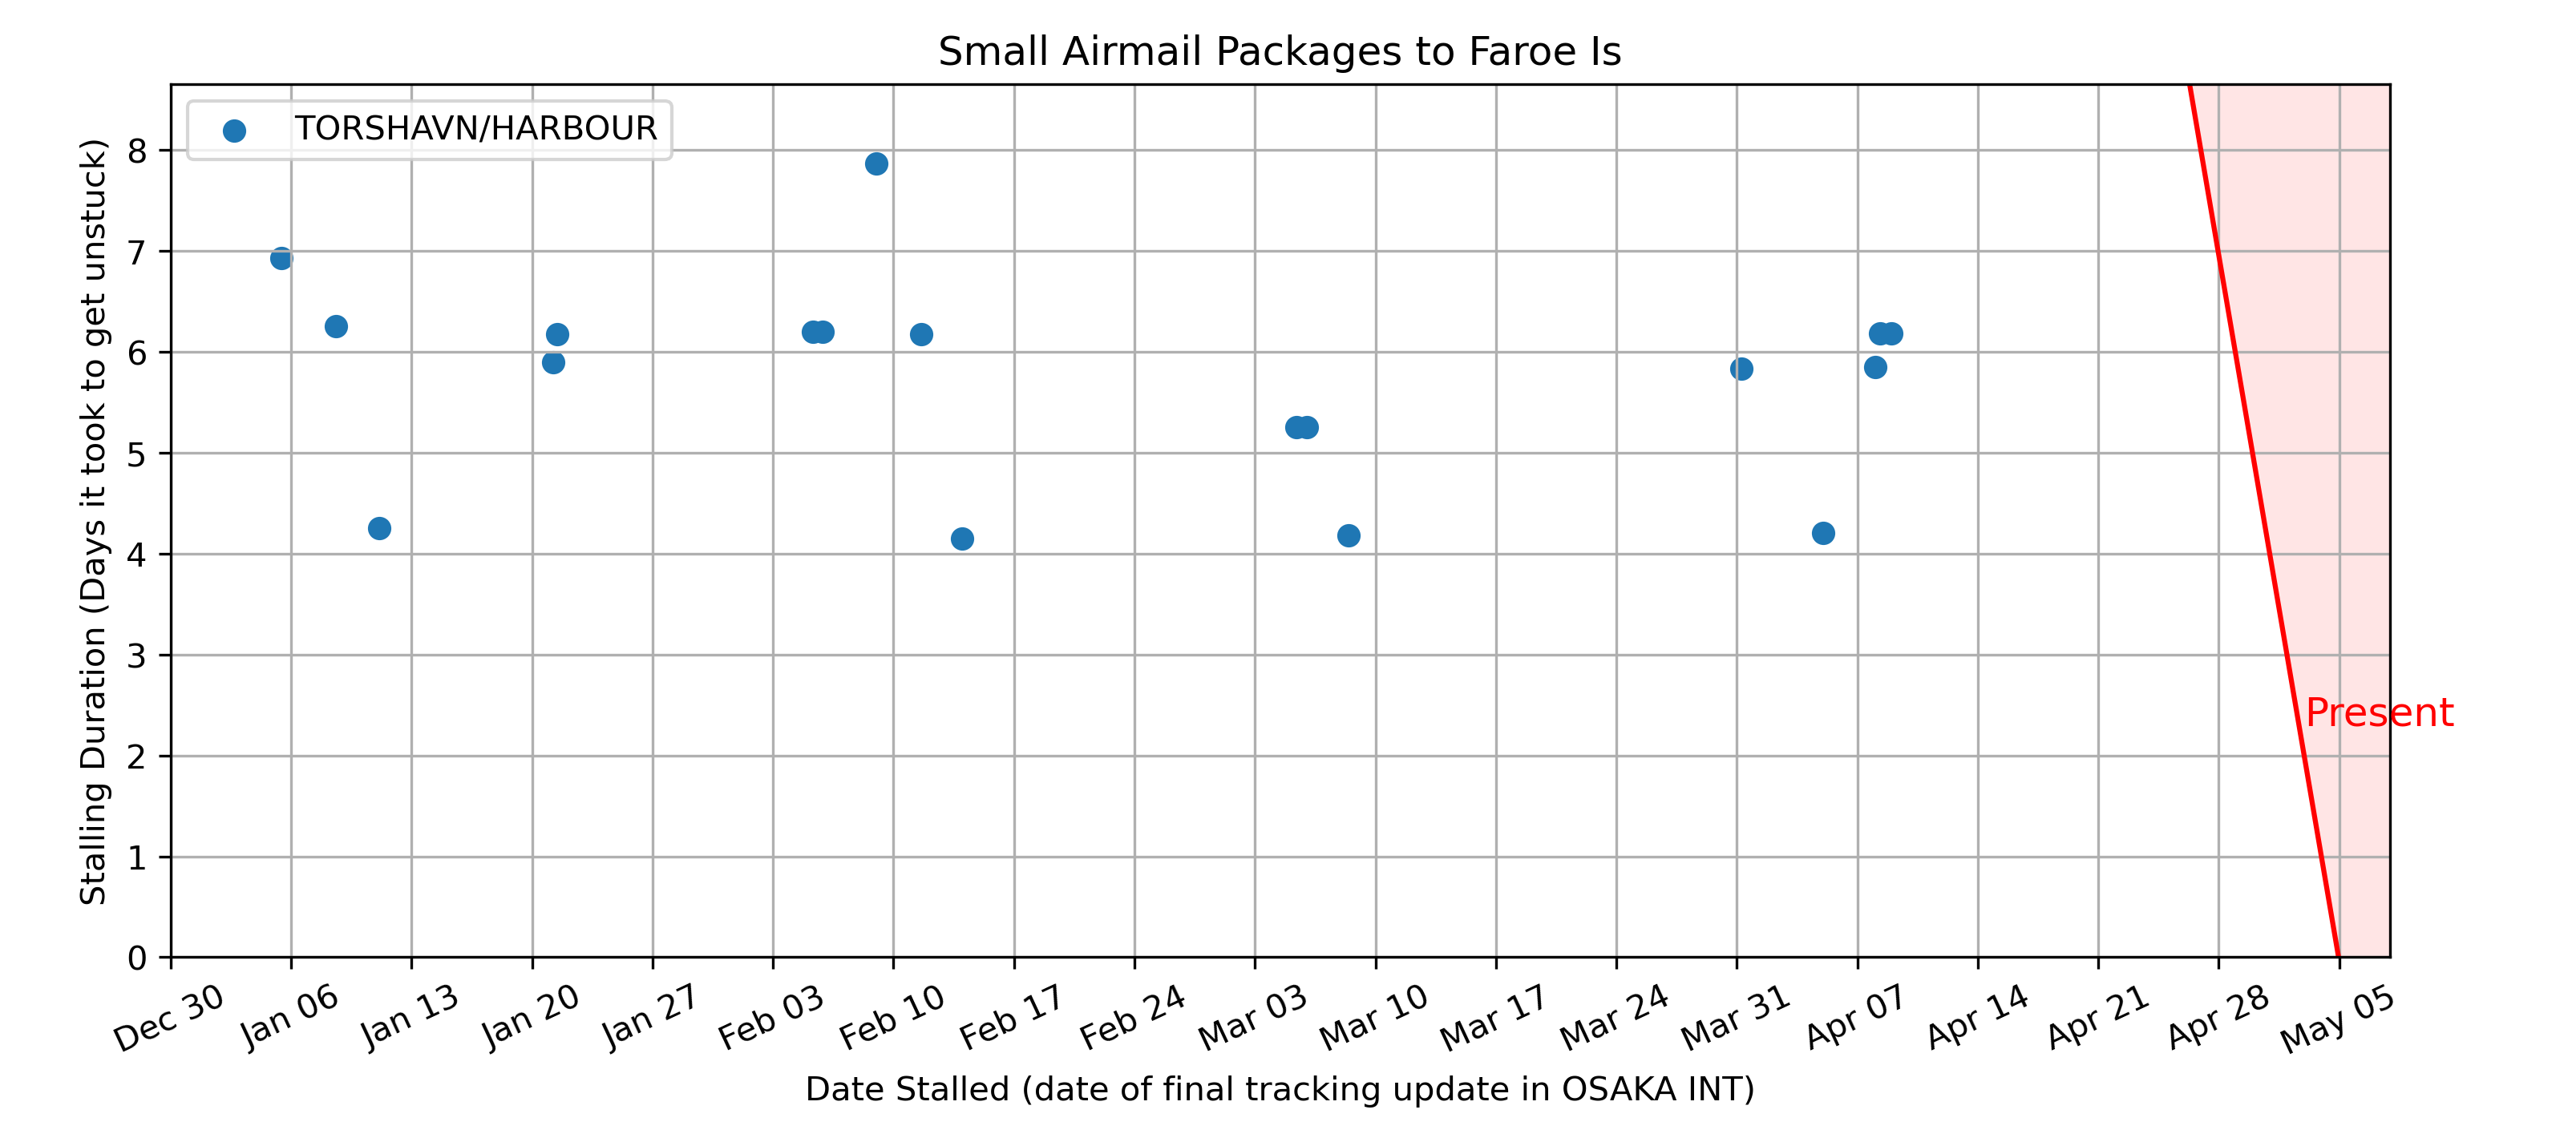 Small Airmail Packages to Faroe Is
TORSHAVN/HARBOUR
Stalling Duration (Days it took to get unstuck)
8
7
6
5
4
3
2
1
0
Present
Dec 30 Jan 06 Jan 13 Jan 20 Jan 27 Feb 03 Feb 10 Feb 17 Feb 24 Mar 03 Mar 10 Mar 17 Mar 24 Mar 31 Apr 07 Apr 14 Apr 21 Apr 28 May 05
Date Stalled (date of final tracking update in OSAKA INT)